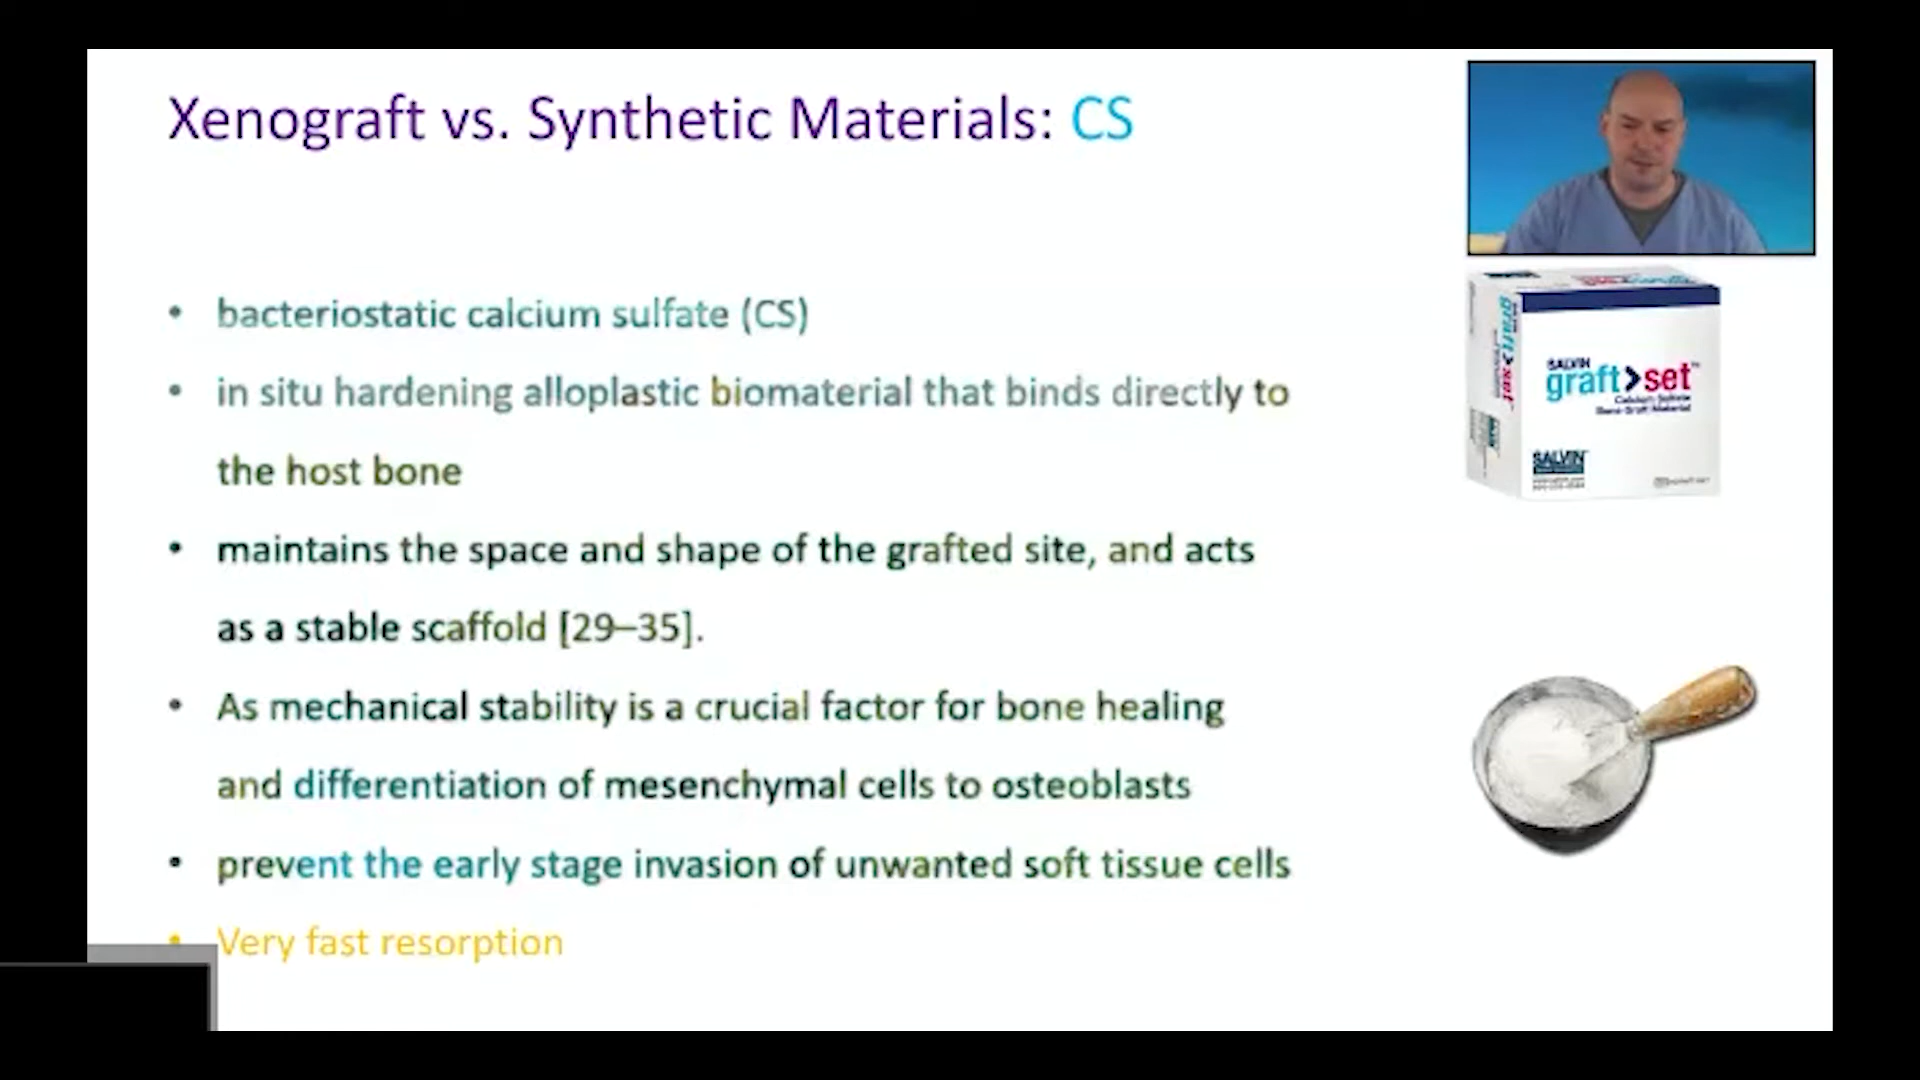 Xenograft vs. Synthetic Materials: CS
• bacteriostatic calcium sulfate (CS)
• in situ hardening alloplastic biomaterial that binds directly to
the host bone
• maintains the space and shape of the grafted site, and acts
as a stable scaffold [29–35].
• As mechanical stability is a crucial factor for bone healing
and differentiation of mesenchymal cells to osteoblasts
• prevent the early stage invasion of unwanted soft tissue cells
• Very fast resorption
SALVIN
graft>set™
Calcium Sulfate
Bone Graft Material
SALVIN
graft>set